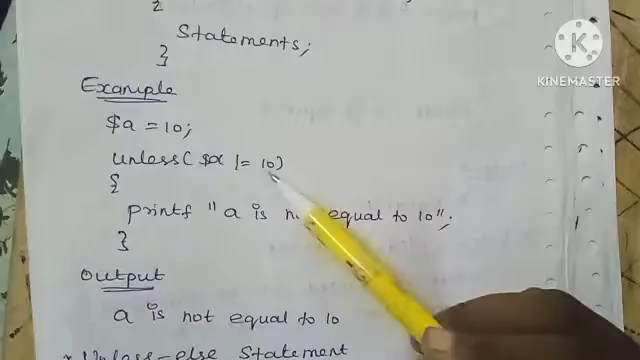 {
Statements;
}
K
KINEMASTER
Example
$a = 10;
unless( $a != 10)
{
printf "a is not equal to 10";
}
Output
a is not equal to 10
* Unless-else Statement